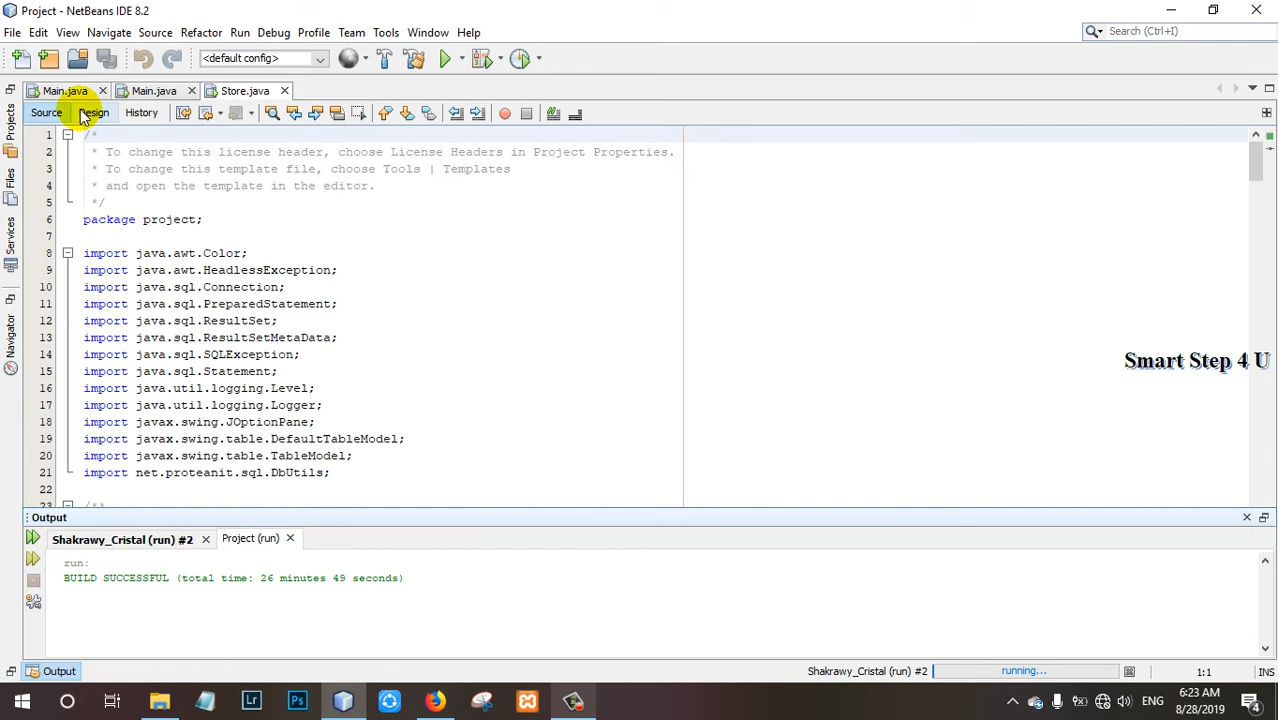 Project - NetBeans IDE 8.2
File Edit View Navigate Source Refactor Run Debug Profile Team Tools Window Help
Search (Ctrl+I)
<default config>
Main.java
Main.java
Store.java
Source Design History
Projects
Files
Services
Navigator
1 /*
2 * To change this license header, choose License Headers in Project Properties.
3 * To change this template file, choose Tools | Templates
4 * and open the template in the editor.
5 */
6 package project;
7
8 import java.awt.Color;
9 import java.awt.HeadlessException;
10 import java.sql.Connection;
11 import java.sql.PreparedStatement;
12 import java.sql.ResultSet;
13 import java.sql.ResultSetMetaData;
14 import java.sql.SQLException;
15 import java.sql.Statement;
16 import java.util.logging.Level;
17 import java.util.logging.Logger;
18 import javax.swing.JOptionPane;
19 import javax.swing.table.DefaultTableModel;
20 import javax.swing.table.TableModel;
21 import net.proteanit.sql.DbUtils;
22
23 /**
Smart Step 4 U
Output
Shakrawy_Cristal (run) #2
Project (run)
run:
BUILD SUCCESSFUL (total time: 26 minutes 49 seconds)
Output
Shakrawy_Cristal (run) #2
running...
1:1
INS
Lr
Ps
ENG
6:23 AM
8/28/2019